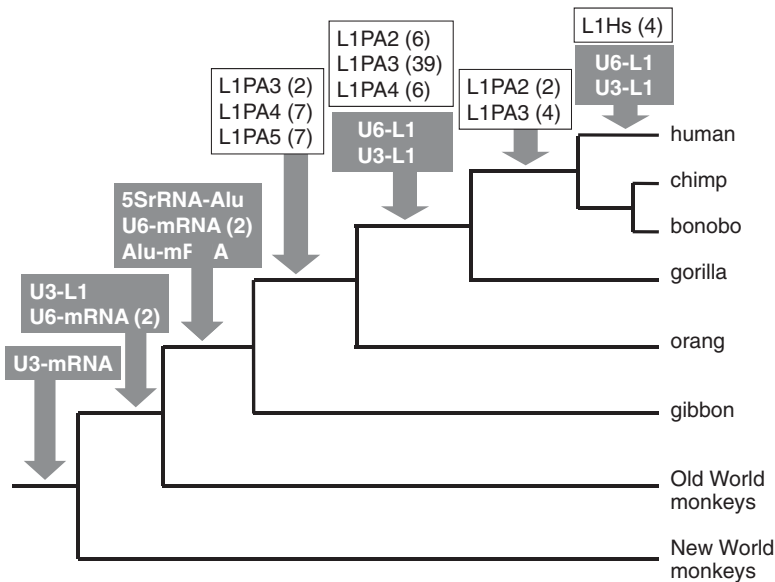 L1Hs (4)
U6-L1
U3-L1
L1PA2 (6)
L1PA3 (39)
L1PA4 (6)
U6-L1
U3-L1
L1PA2 (2)
L1PA3 (4)
L1PA3 (2)
L1PA4 (7)
L1PA5 (7)
5SrRNA-Alu
U6-mRNA (2)
U3-L1
U6-mRNA (2)
U3-mRNA
human
chimp
bonobo
gorilla
orang
gibbon
Old World
monkeys
New World
monkeys